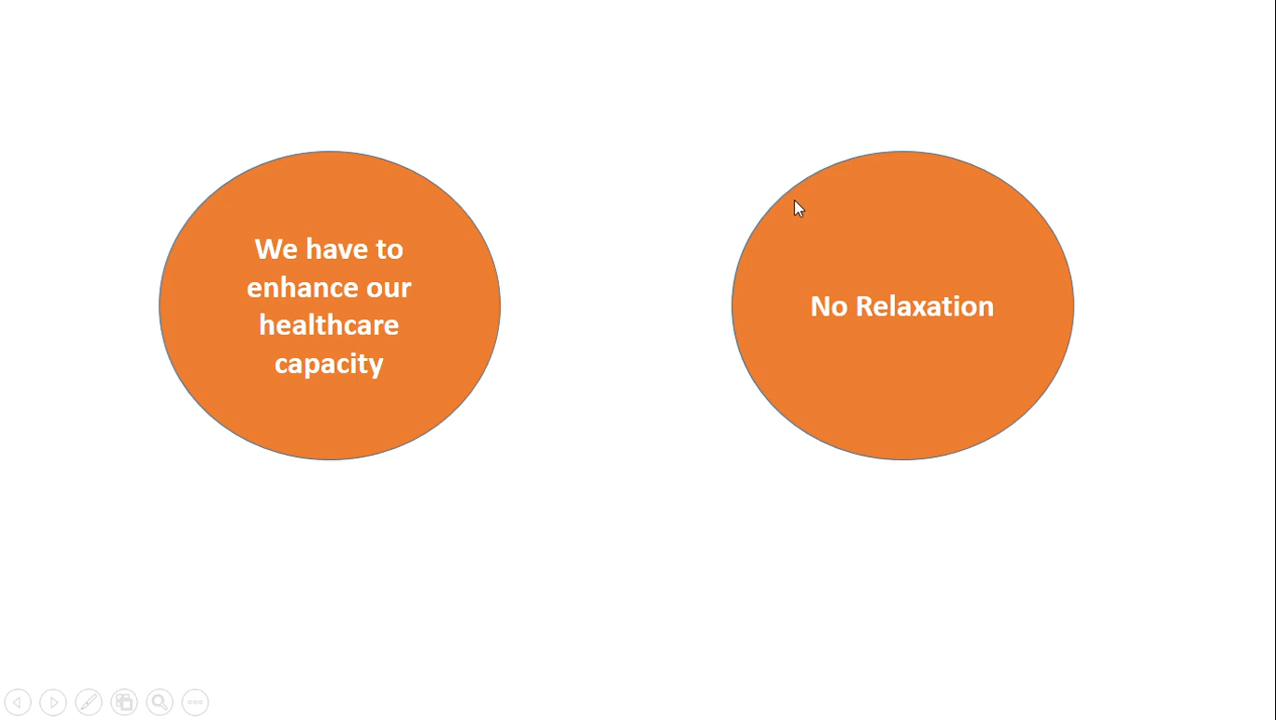 We have to
enhance our
healthcare
capacity
No Relaxation